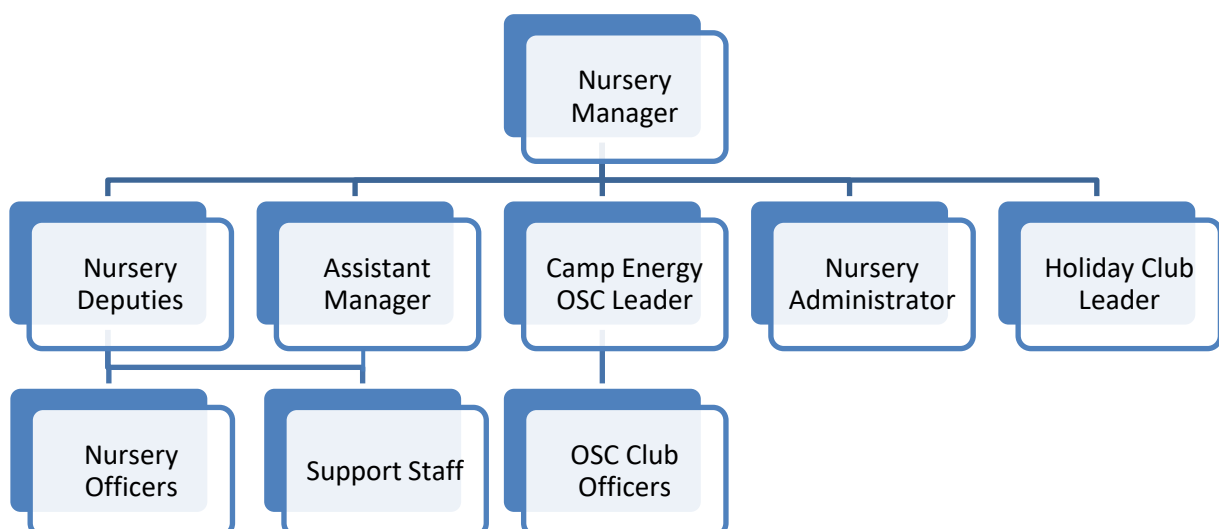 Nursery
Manager
Nursery
Deputies
Assistant
Manager
Camp Energy
OSC Leader
Nursery
Administrator
Holiday Club
Leader
Nursery
Officers
Support Staff
OSC Club
Officers